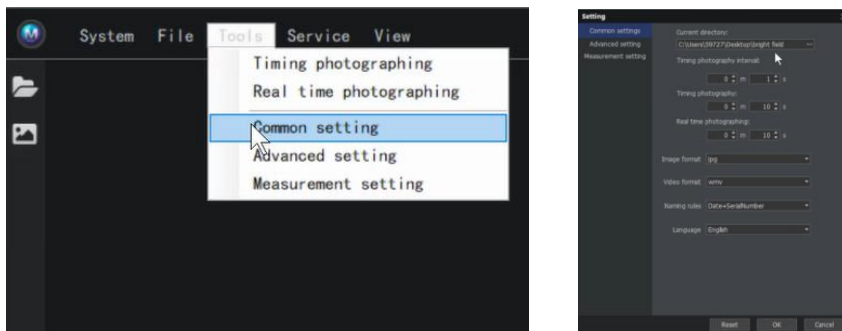 System File Tools Service View
Timing photographing
Real time photographing
Common setting
Advanced setting
Measurement setting
Setting
Common settings
Advanced setting
Measurement setting
Current directory:
C:\Users\59727\Desktop\bright field ...
Timing photography interval:
0 m 1 s
Timing photography:
0 m 10 s
Real time photographing:
0 m 10 s
Image format jpg
Video format wmv
Naming rules Date+SerialNumber
Language English
Reset OK Cancel